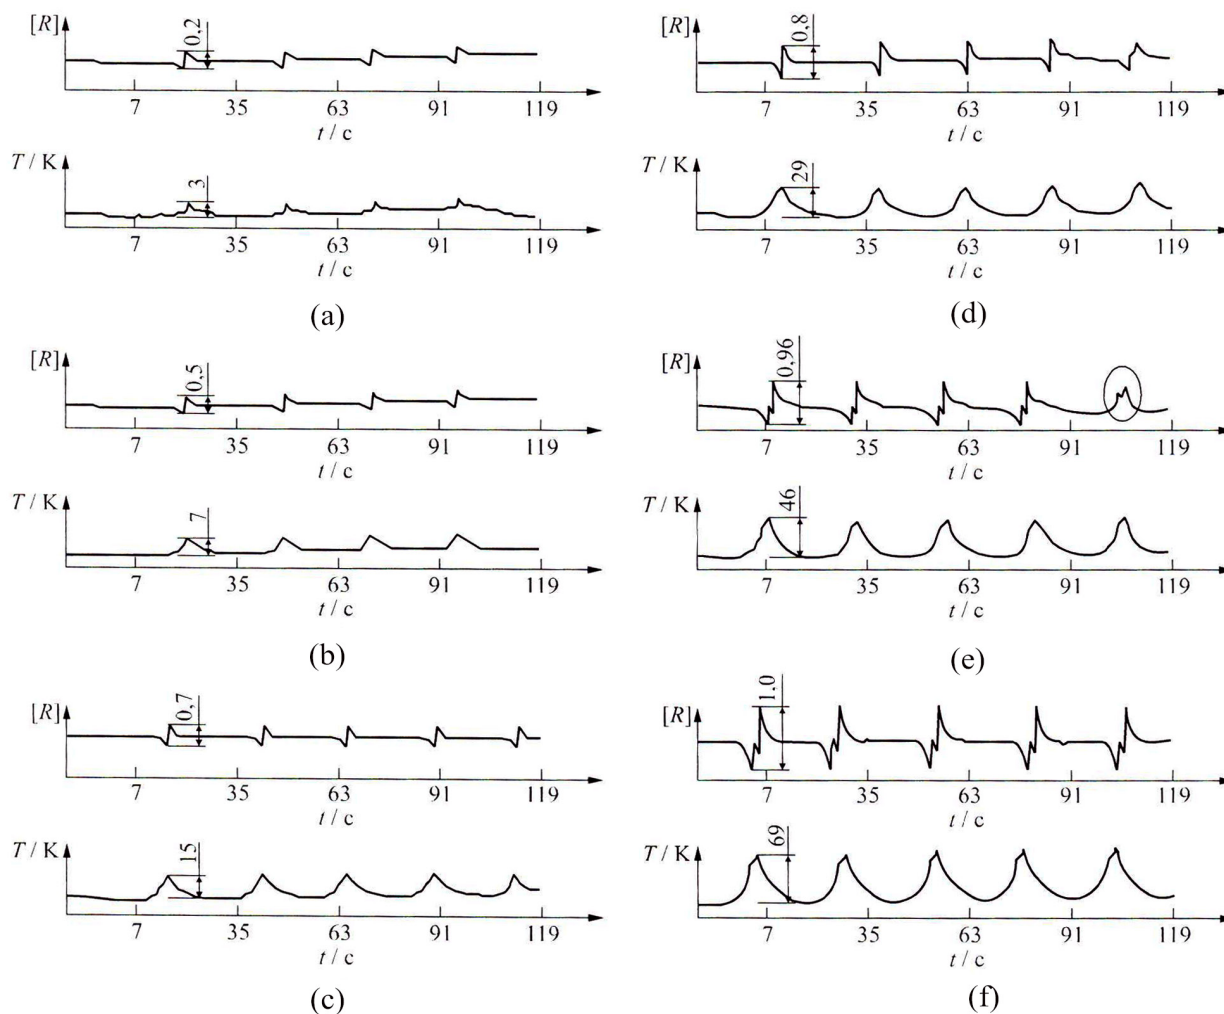 [R]
0,2
7 35 63 91 119
t / c
T / K
3
7 35 63 91 119
t / c
(a)
[R]
0,5
7 35 63 91 119
t / c
T / K
7
7 35 63 91 119
t / c
(b)
[R]
0,7
7 35 63 91 119
t / c
T / K
15
7 35 63 91 119
t / c
(c)
[R]
0,8
7 35 63 91 119
t / c
T / K
29
7 35 63 91 119
t / c
(d)
[R]
0,96
7 35 63 91 119
t / c
T / K
46
7 35 63 91 119
t / c
(e)
[R]
1,0
7 35 63 91 119
t / c
T / K
69
7 35 63 91 119
t / c
(f)